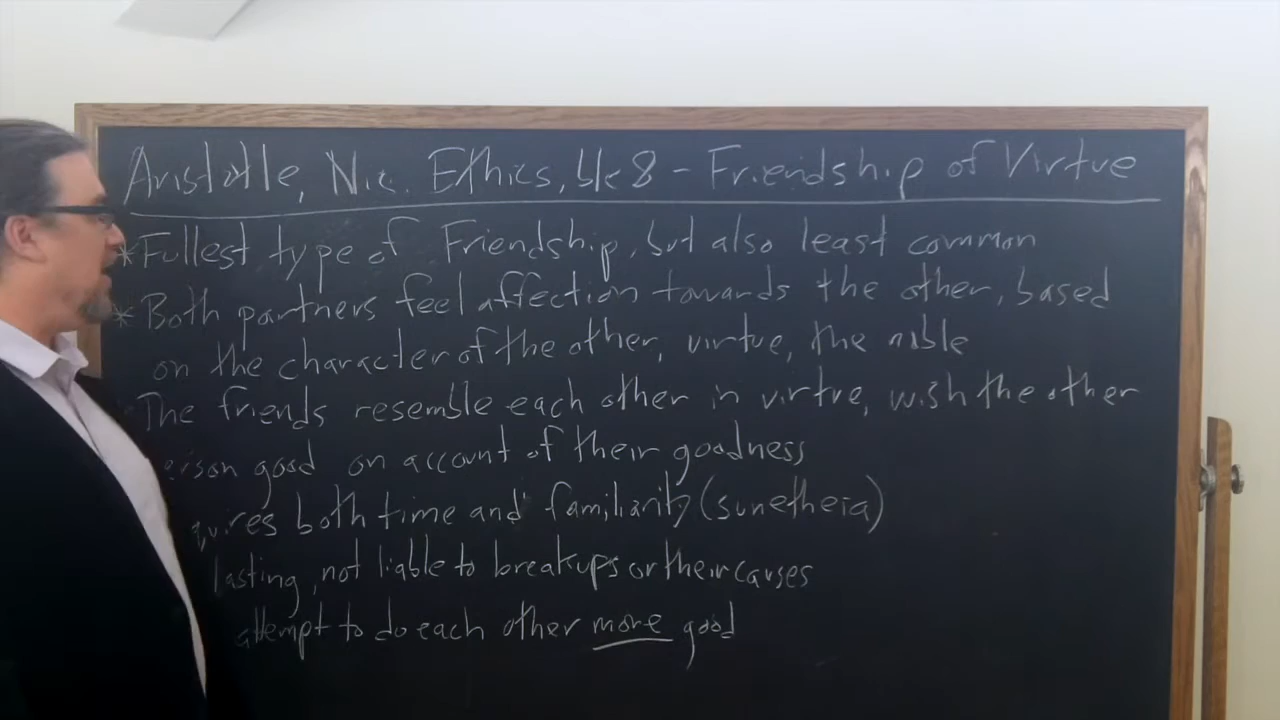 Aristotle, Nic. Ethics, bk 8 - Friendship of Virtue
* Fullest type of Friendship, but also least common
* Both partners feel affection towards the other, based
on the character of the other, virtue, the noble
The friends resemble each other in virtue, wish the other
erson good on account of their goodness
quires both time and familiarity (sunetheia)
lasting, not liable to breakups or their causes
attempt to do each other more good